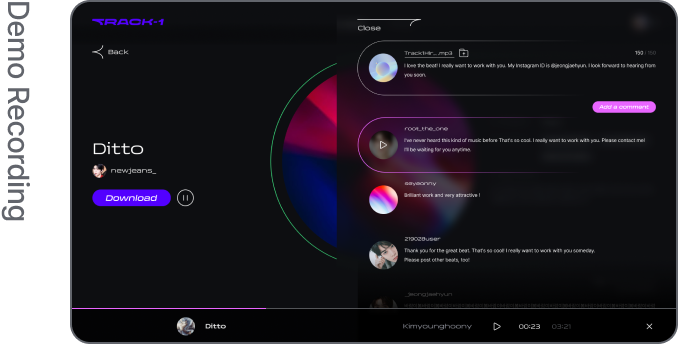 Demo Recording
TRACK-1
Close
Back
Track1Hir_.mp3
150 / 150
I love the beat! I really want to work with you. My Instagram ID is @jeongjaehyun. I look forward to hearing from
you soon.
Add a comment
root_the_one
I've never heard this kind of music before That's so cool. I really want to work with you. Please contact me!
I'll be waiting for you anytime.
Ditto
newjeans_
Download
Brilliant work and very attractive !
219028user
Thank you for the great beat. That's so cool! I really want to work with you someday.
Please post other beats, too!
_jeongjaehyun
Ditto
Kimyounghoony
00:23
03:21